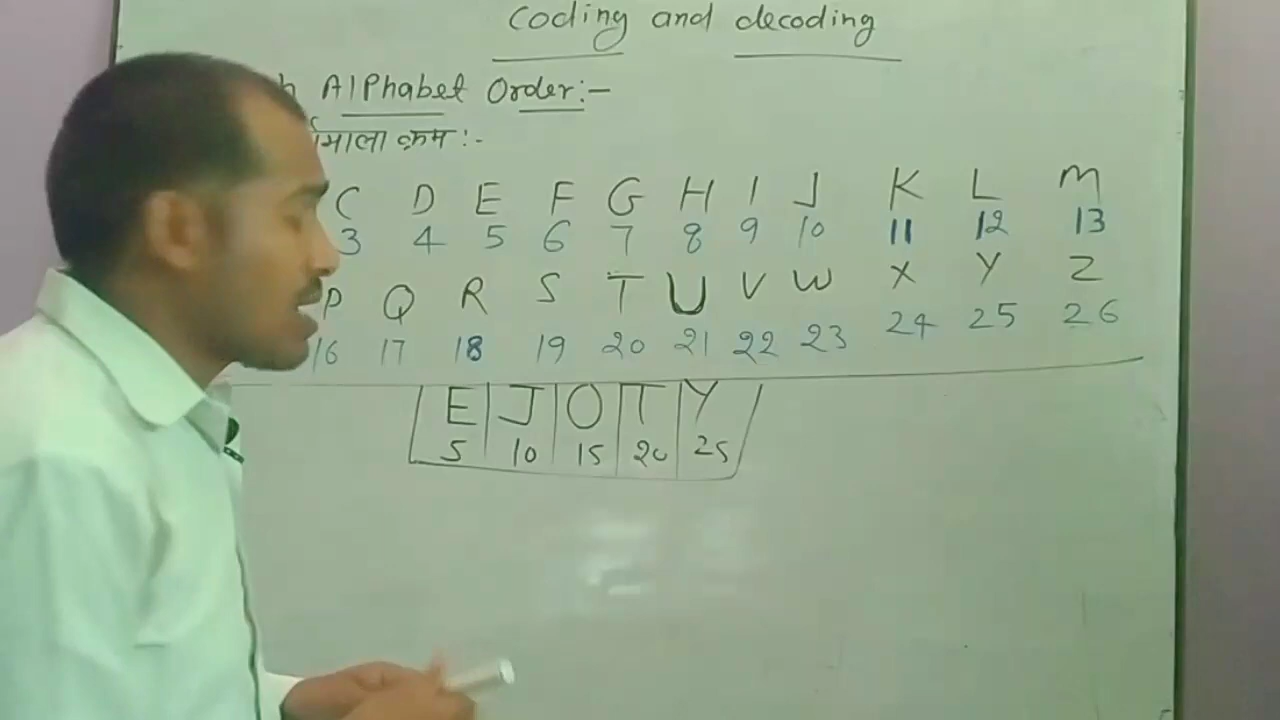 Coding and decoding
Alphabet Order:-
क्रम :-
C D E F G H I J K L M
3 4 5 6 7 8 9 10 11 12 13
P Q R S T U V W X Y Z
16 17 18 19 20 21 22 23 24 25 26
E J O T Y
5 10 15 20 25